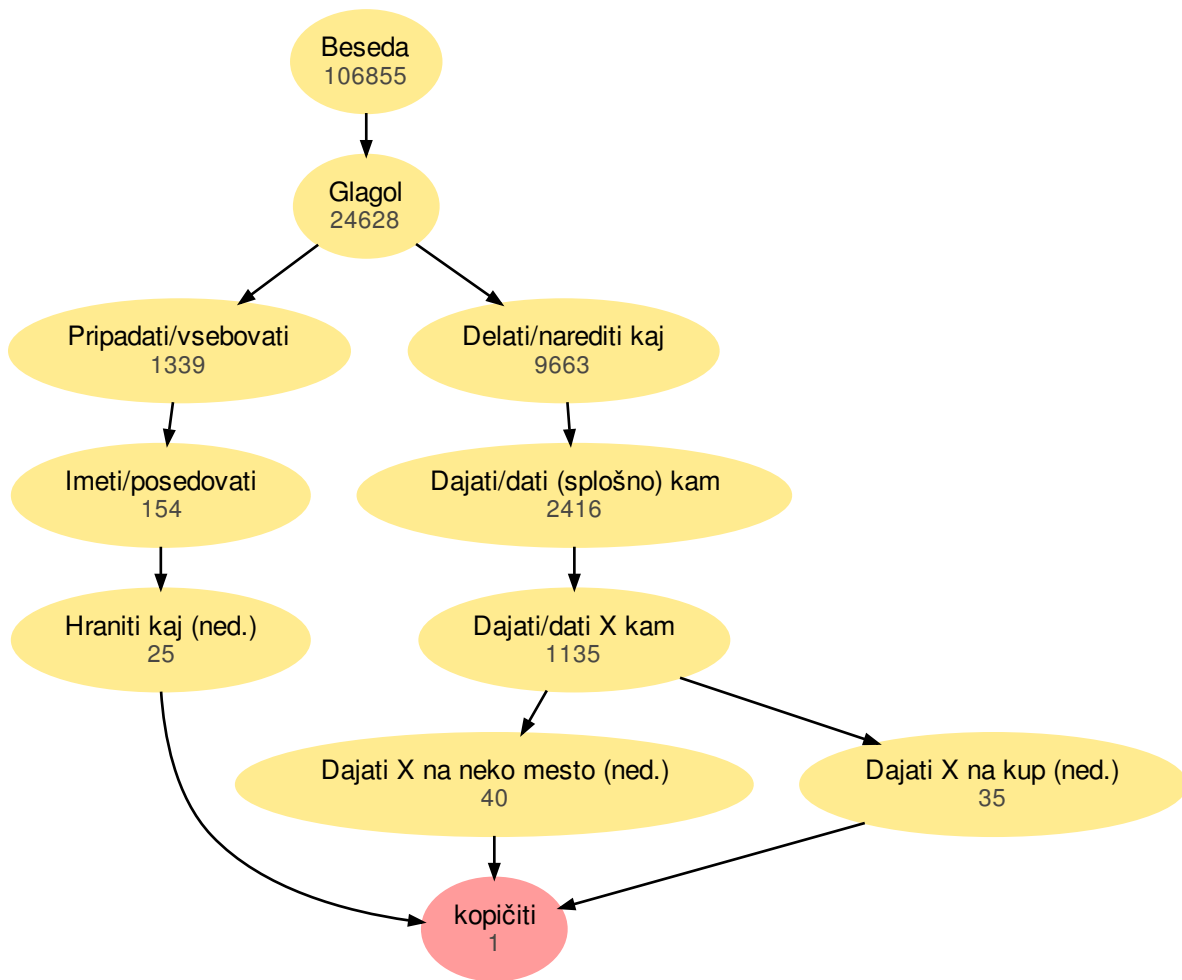 Beseda
106855
Glagol
24628
Pripadati/vsebovati
1339
Delati/narediti kaj
9663
Imeti/posedovati
154
Dajati/dati (splošno) kam
2416
Hraniti kaj (ned.)
25
Dajati/dati X kam
1135
Dajati X na neko mesto (ned.)
40
Dajati X na kup (ned.)
35
kopičiti
1